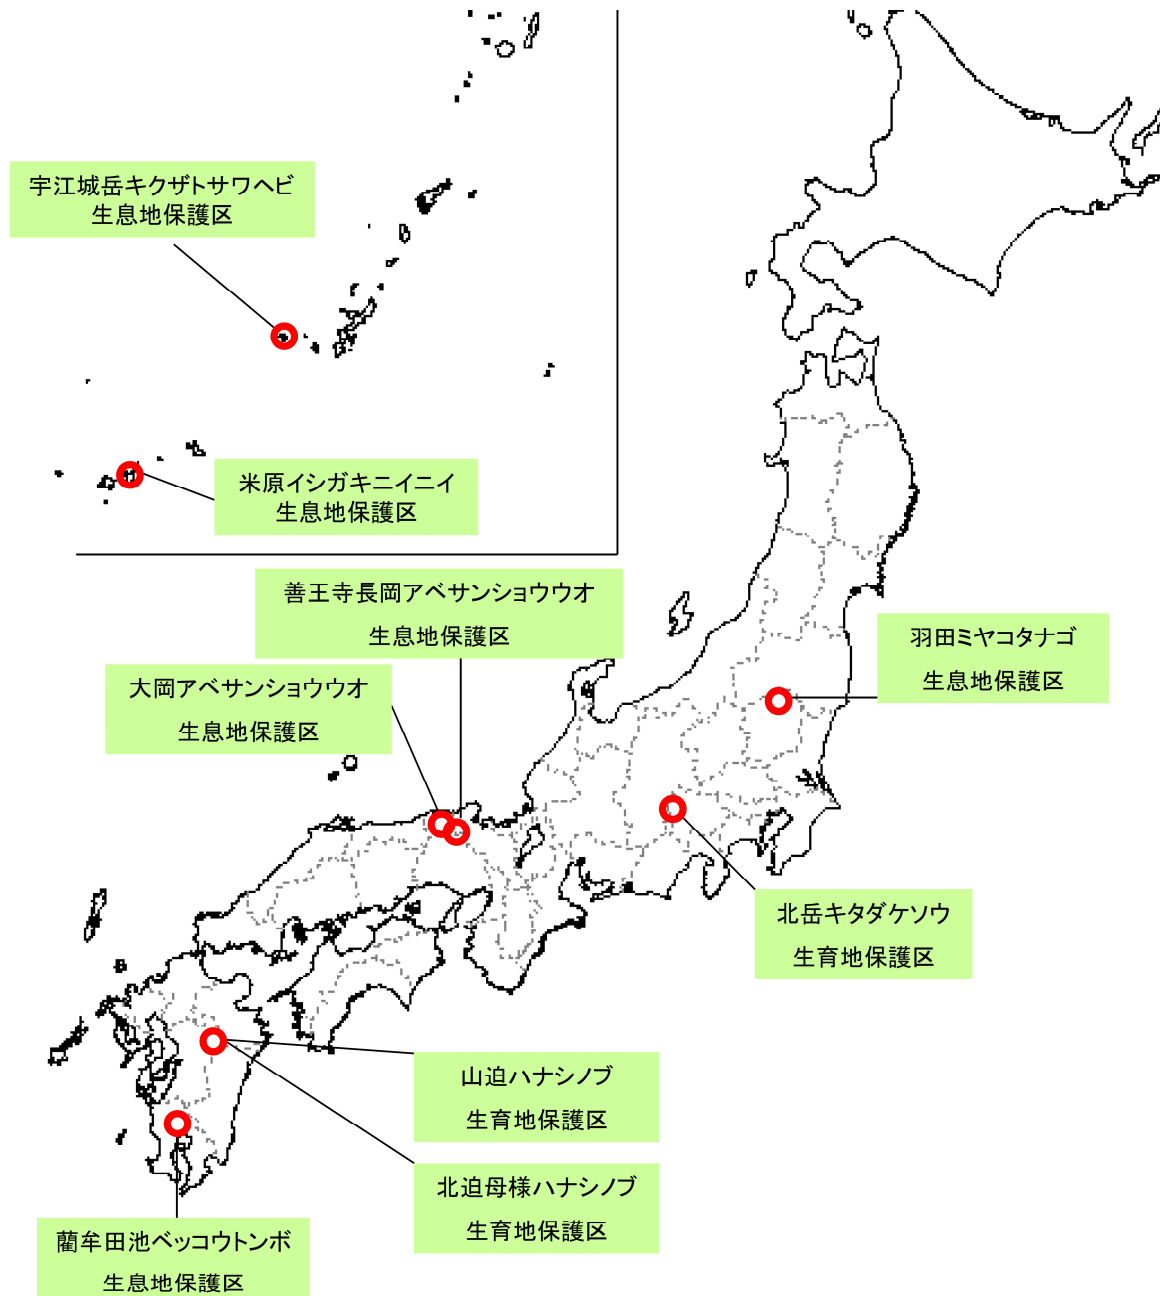 宇江城岳キクザトサワヘビ
生息地保護区
米原イシガキニイニイ
生息地保護区
善王寺長岡アベサンショウウオ
生息地保護区
大岡アベサンショウウオ
生息地保護区
羽田ミヤコタナゴ
生息地保護区
北岳キタダケソウ
生育地保護区
山迫ハナシノブ
生育地保護区
北迫母様ハナシノブ
生育地保護区
藺牟田池ベッコウトンボ
生息地保護区